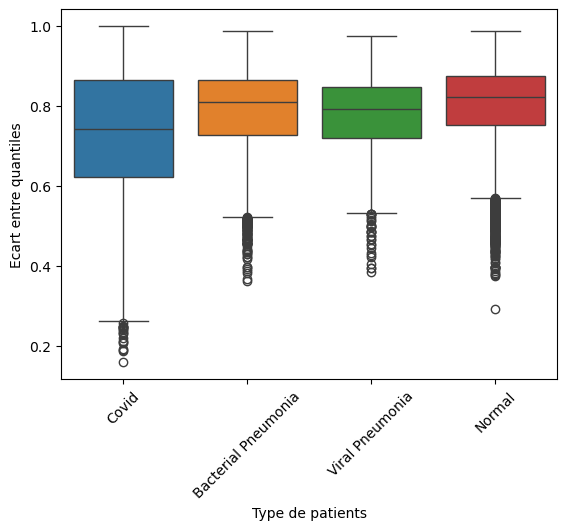 1.0
0.8
0.6
0.4
0.2
Ecart entre quantiles
Covid
Bacterial Pneumonia
Viral Pneumonia
Normal
Type de patients